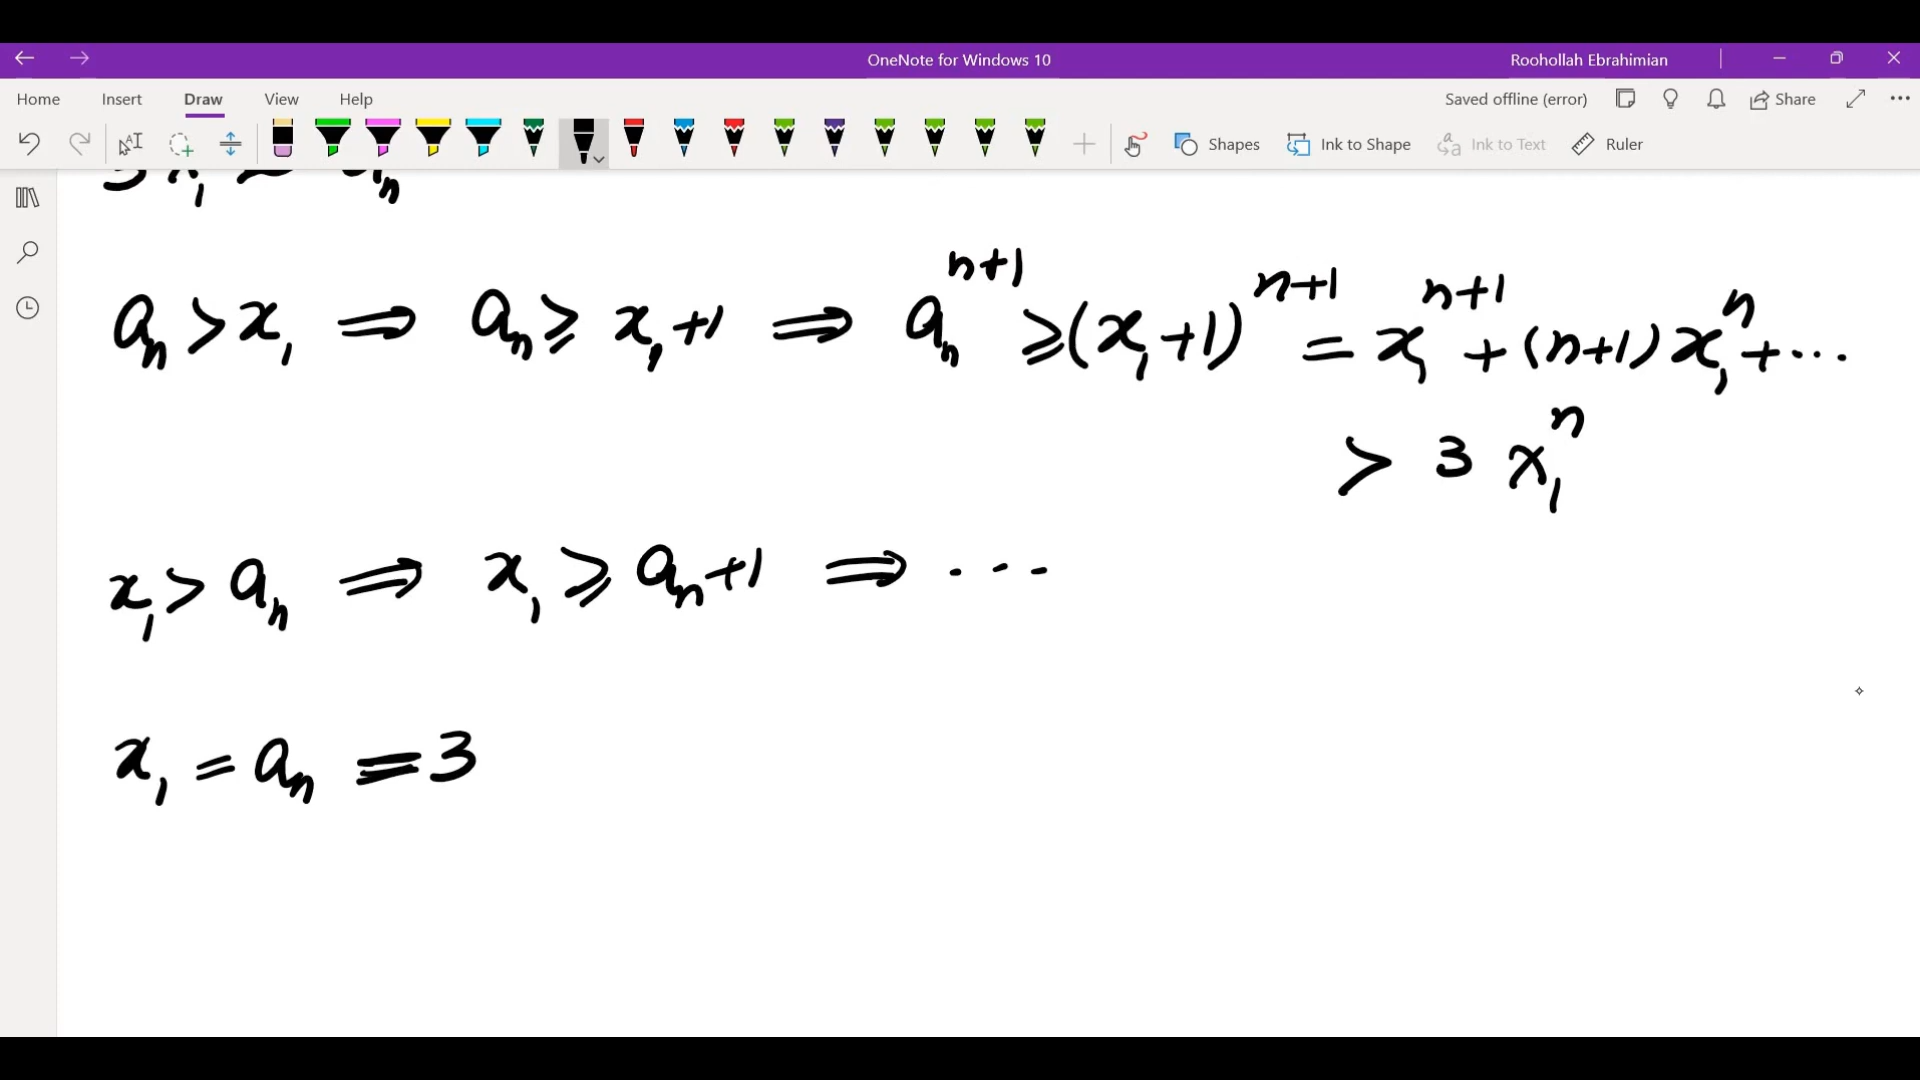 OneNote for Windows 10 Roohollah Ebrahimian
Home Insert Draw View Help Saved offline (error) Share
Shapes Ink to Shape Ink to Text Ruler
aₙ > x₁ ⟹ aₙ ≥ x₁+1 ⟹ aₙⁿ⁺¹ ≥ (x₁+1)ⁿ⁺¹ = x₁ⁿ⁺¹ + (n+1) x₁ⁿ + ...
> 3 x₁ⁿ
x₁ > aₙ ⟹ x₁ ≥ aₙ+1 ⟹ ...
x₁ = aₙ = 3